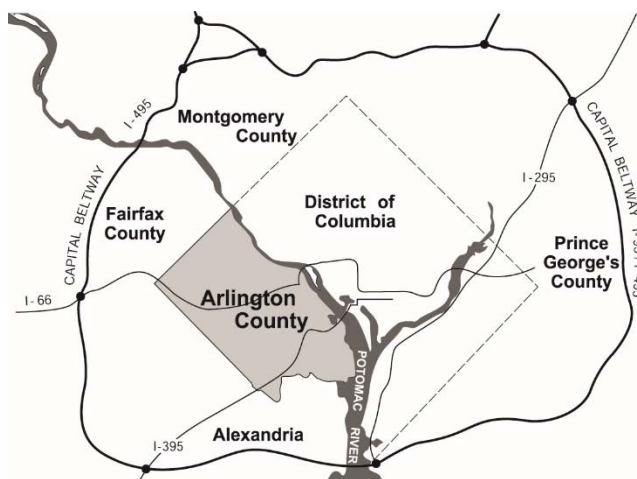 I-495
Montgomery
County
CAPITAL BELTWAY
I-295
District of
Columbia
Fairfax
County
CAPITAL BELTWAY
Prince
George's
County
I-66
Arlington
County
POTOMAC
RIVER
Alexandria
I-395